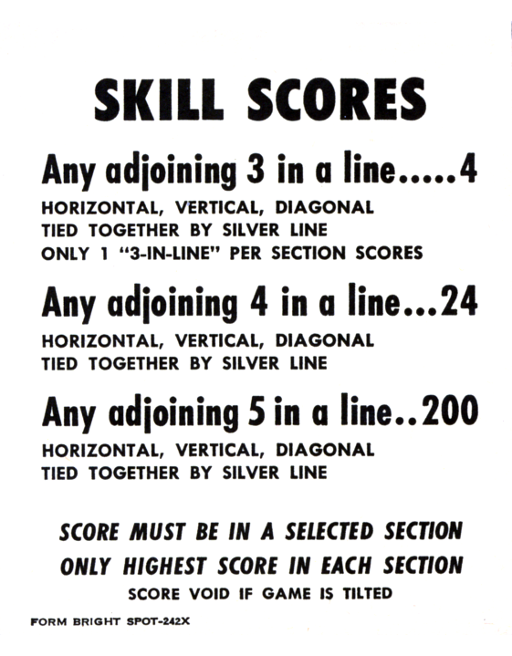 SKILL SCORES
Any adjoining 3 in a line.....4
HORIZONTAL, VERTICAL, DIAGONAL
TIED TOGETHER BY SILVER LINE
ONLY 1 "3-IN-LINE" PER SECTION SCORES
Any adjoining 4 in a line...24
HORIZONTAL, VERTICAL, DIAGONAL
TIED TOGETHER BY SILVER LINE
Any adjoining 5 in a line..200
HORIZONTAL, VERTICAL, DIAGONAL
TIED TOGETHER BY SILVER LINE
SCORE MUST BE IN A SELECTED SECTION
ONLY HIGHEST SCORE IN EACH SECTION
SCORE VOID IF GAME IS TILTED
FORM BRIGHT SPOT-242X